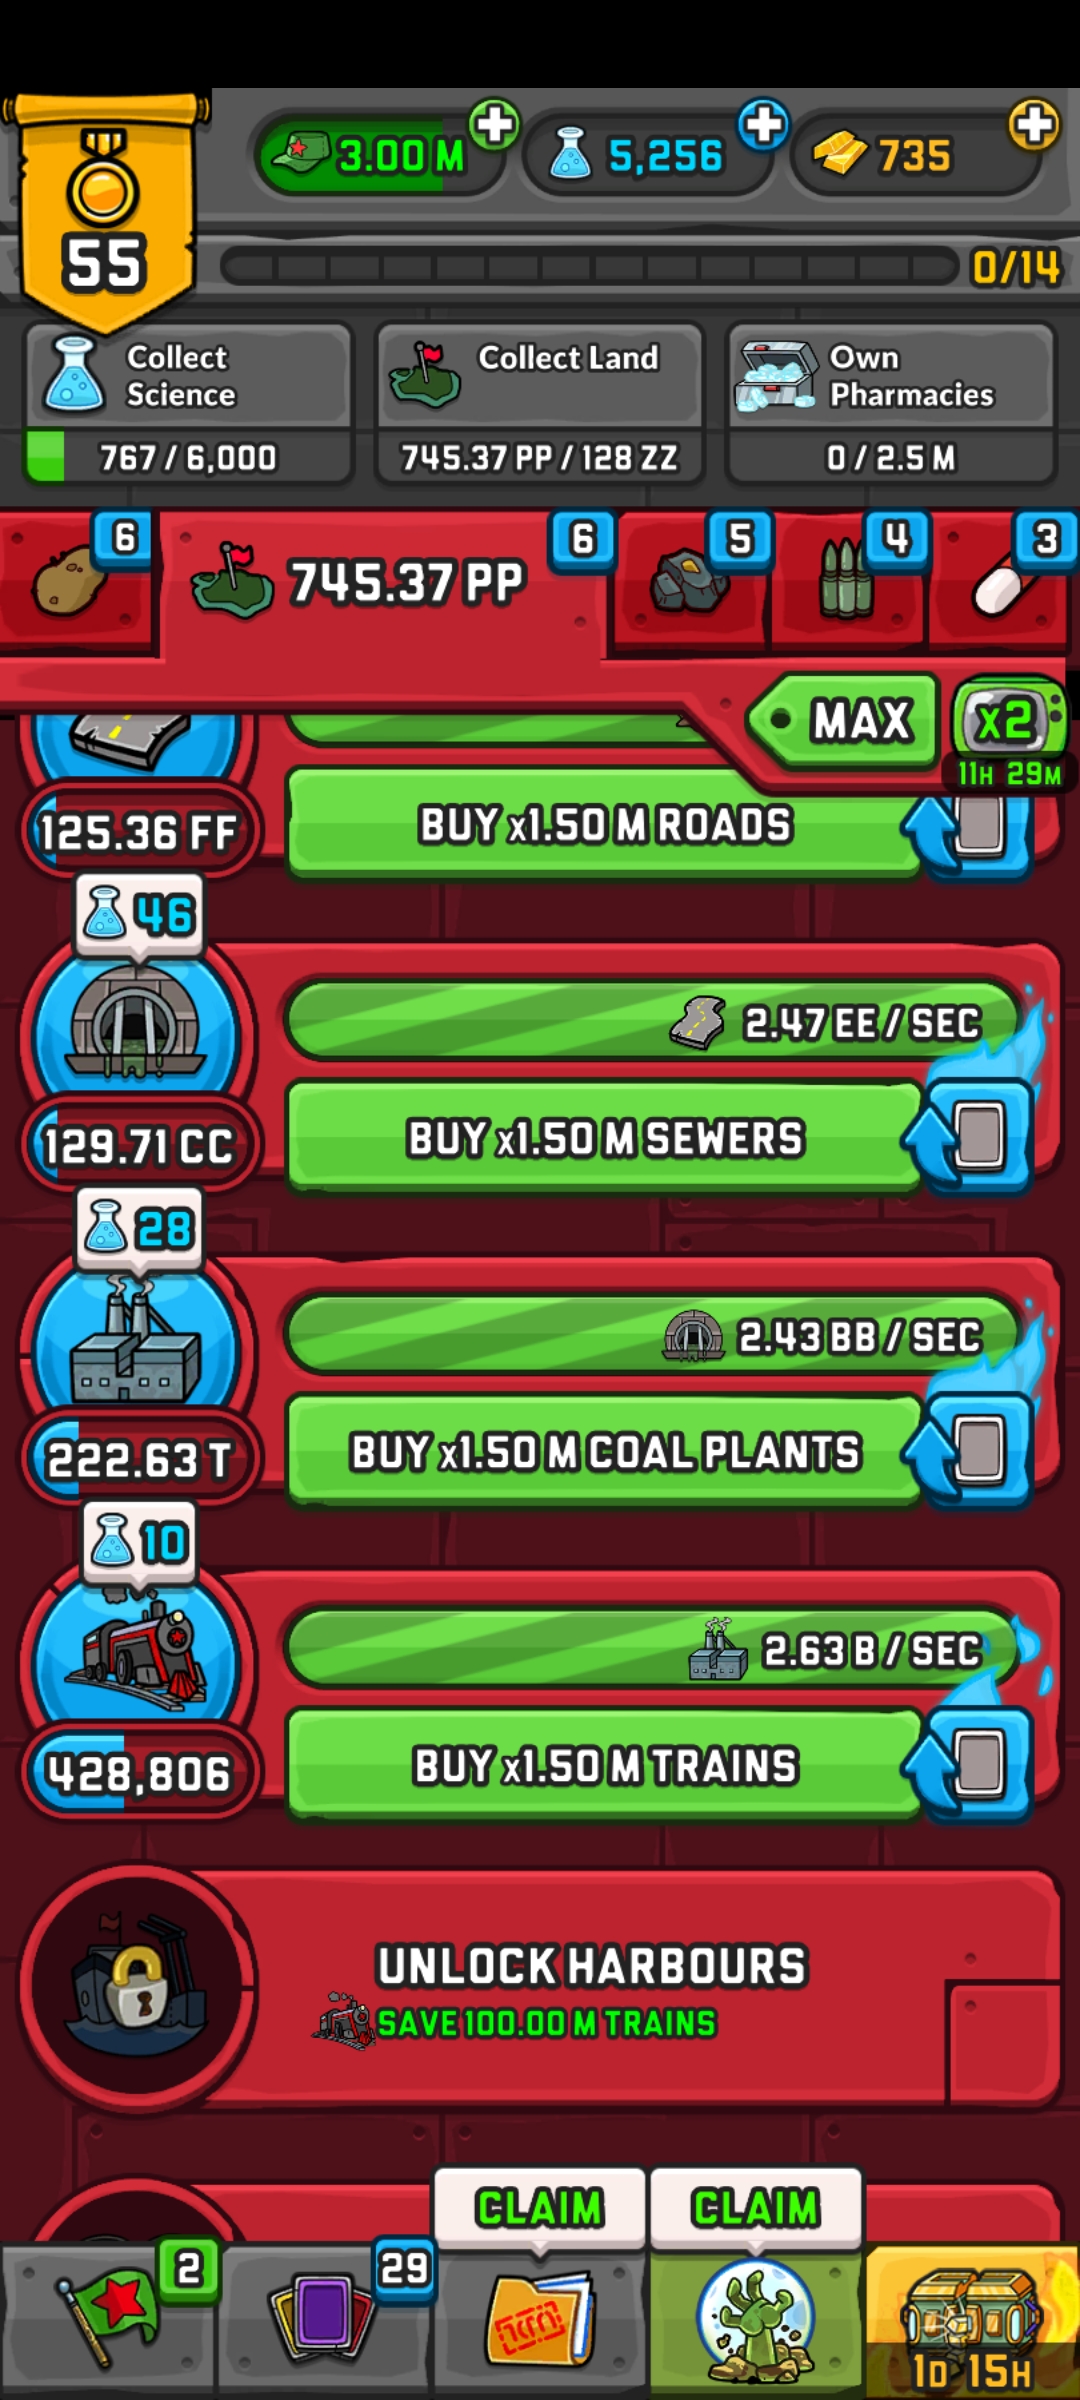 3.00 M
5,256
735
55
0/14
Collect
Science
767 / 6,000
Collect Land
745.37 PP / 128 ZZ
Own
Pharmacies
0 / 2.5 M
6
745.37 PP
6
5
4
3
MAX
x2
11H 29M
125.36 FF
BUY x1.50 M ROADS
46
2.47 EE / SEC
129.71 CC
BUY x1.50 M SEWERS
28
2.43 BB / SEC
222.63 T
BUY x1.50 M COAL PLANTS
10
2.63 B / SEC
428,806
BUY x1.50 M TRAINS
UNLOCK HARBOURS
SAVE 100.00 M TRAINS
CLAIM
CLAIM
2
29
1D 15H